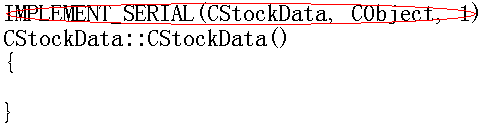 IMPLEMENT_SERIAL(CStockData, CObject, 1)
CStockData::CStockData()
{
}